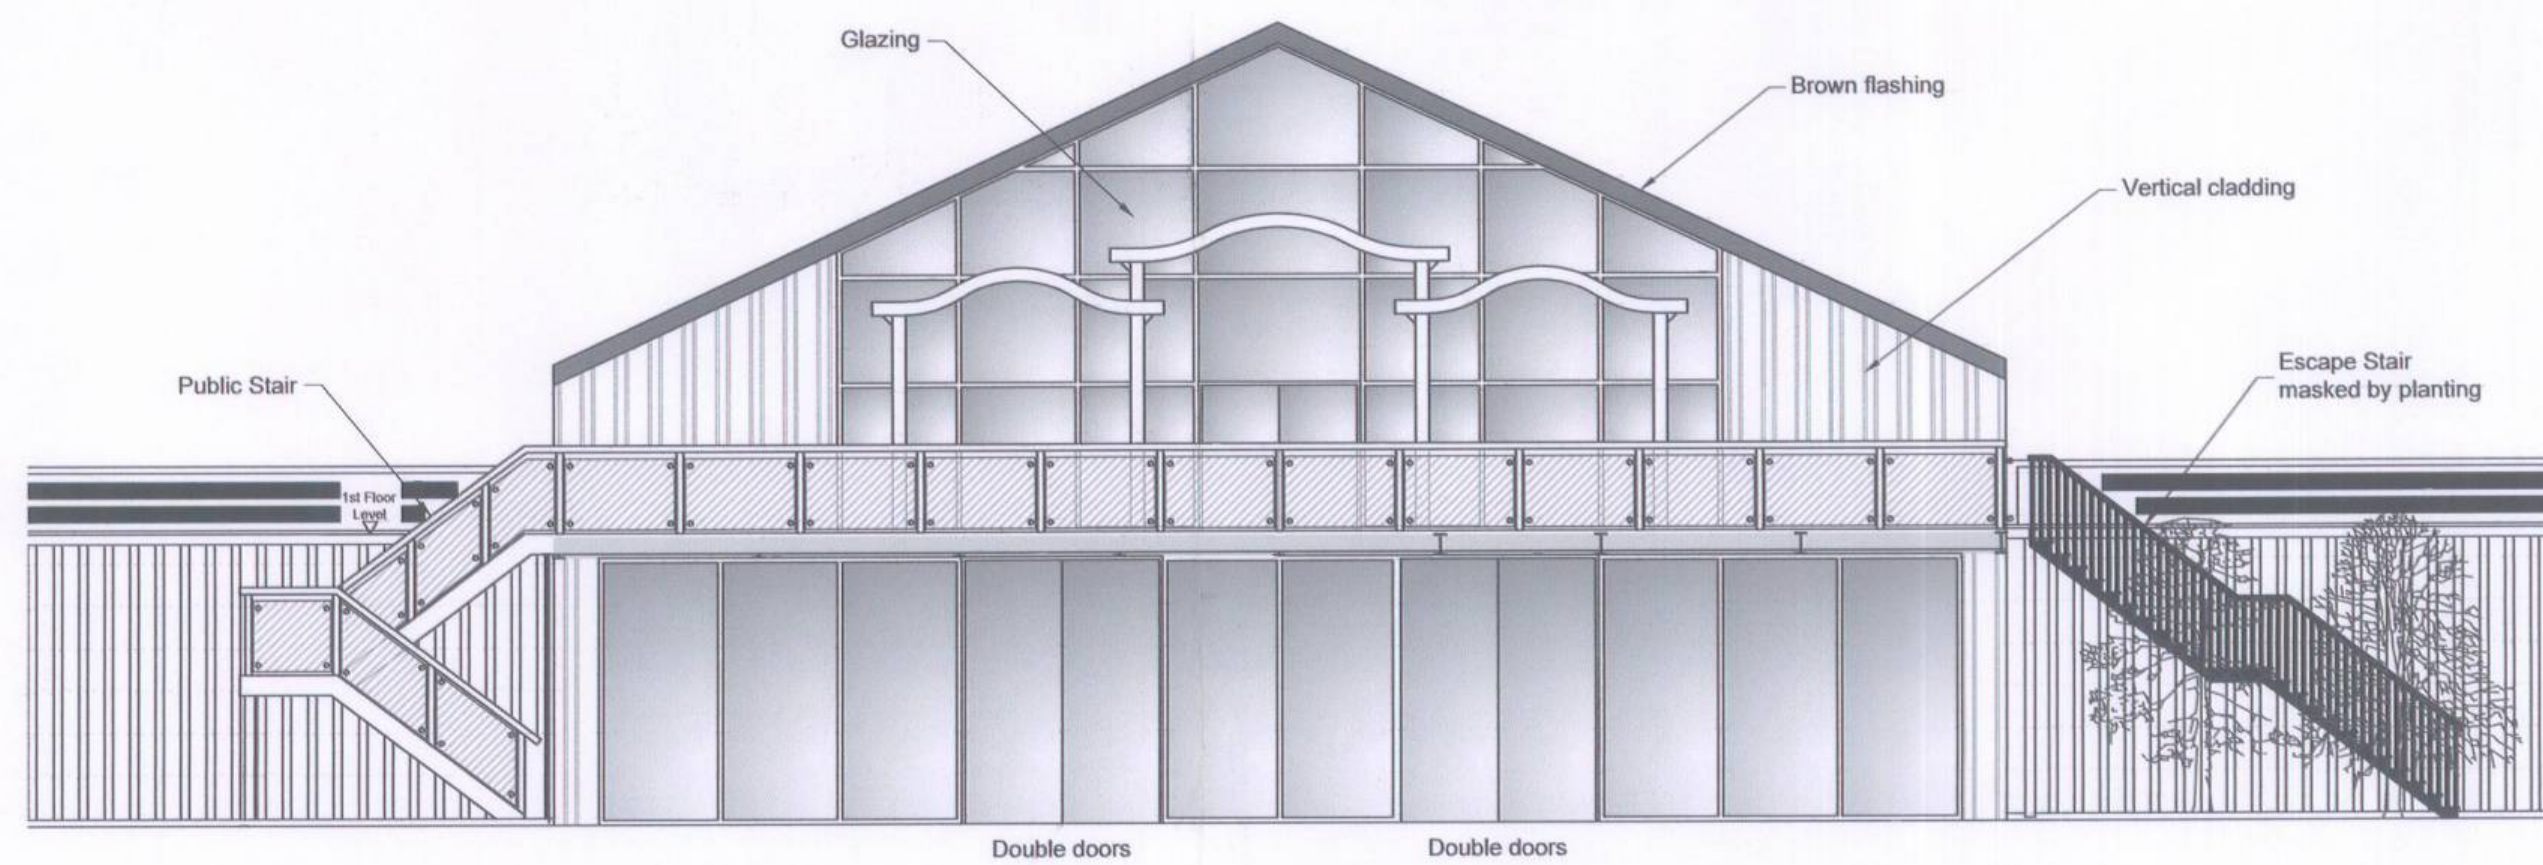 Glazing
Brown flashing
Vertical cladding
Public Stair
Escape Stair
masked by planting
1st Floor
Level
Double doors
Double doors